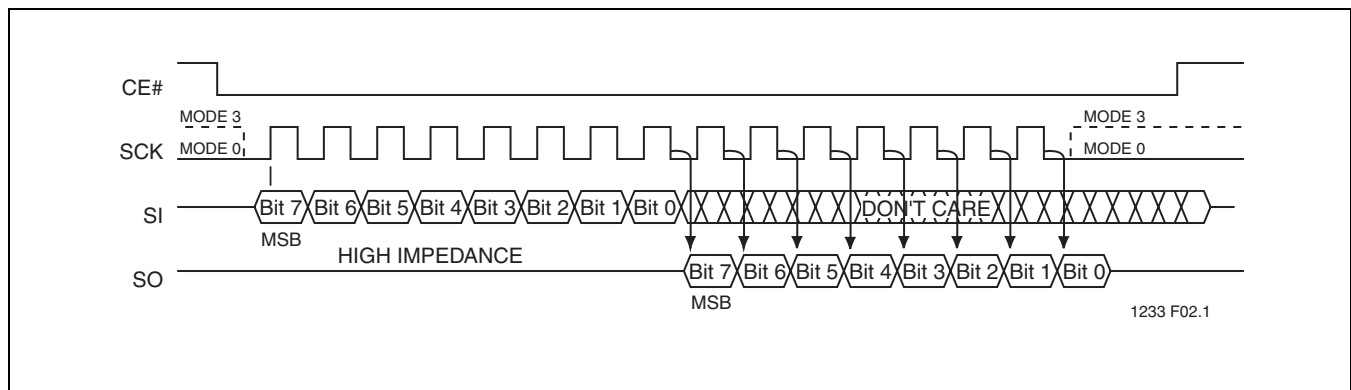 CE#
MODE 3
MODE 3
SCK
MODE 0
MODE 0
SI
Bit 7 Bit 6 Bit 5 Bit 4 Bit 3 Bit 2 Bit 1 Bit 0
DON'T CARE
MSB
HIGH IMPEDANCE
SO
Bit 7 Bit 6 Bit 5 Bit 4 Bit 3 Bit 2 Bit 1 Bit 0
MSB
1233 F02.1